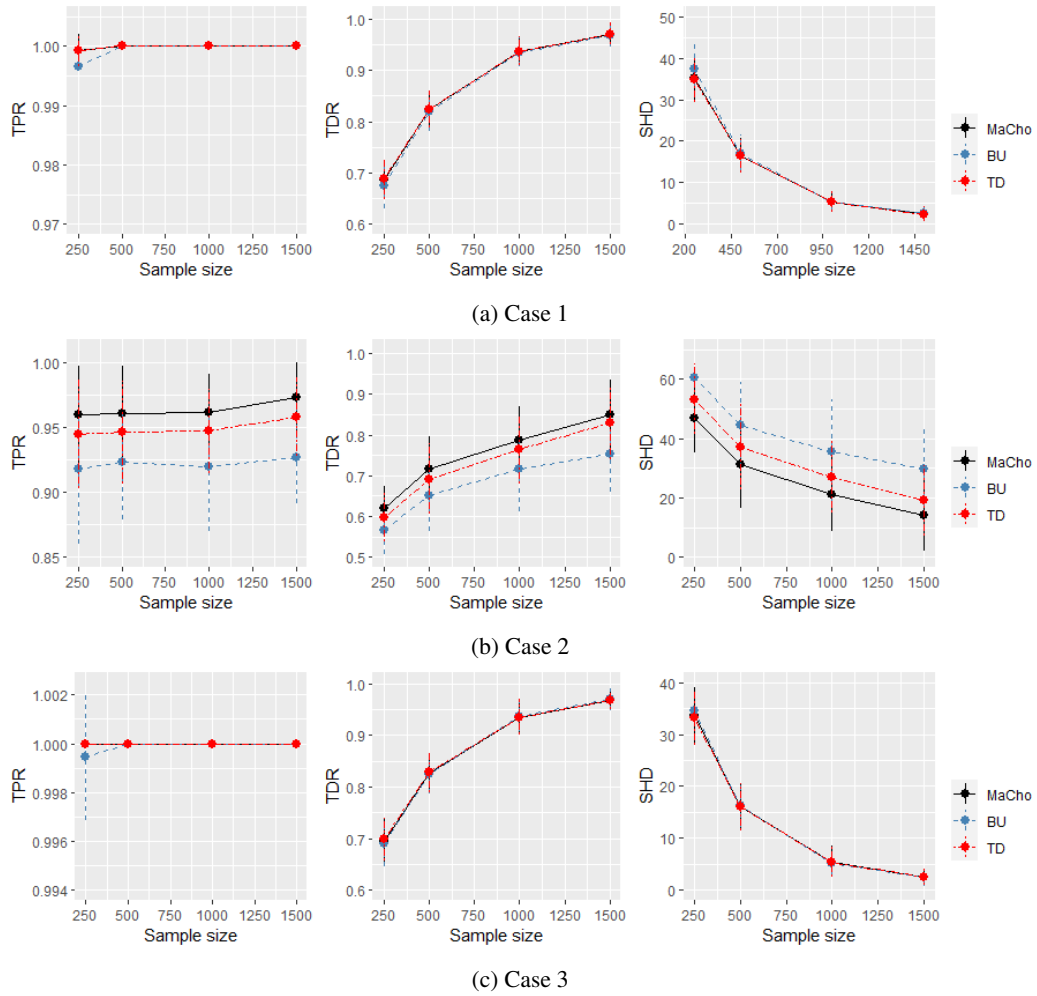 TPR
1.00
0.99
0.98
0.97
250 500 750 1000 1250 1500
Sample size
TDR
1.0
0.9
0.8
0.7
0.6
250 500 750 1000 1250 1500
Sample size
SHD
50
40
30
20
10
0
200 450 700 950 1200 1450
Sample size
MaCho
BU
TD
(a) Case 1
TPR
1.00
0.95
0.90
0.85
250 500 750 1000 1250 1500
Sample size
TDR
1.0
0.9
0.8
0.7
0.6
0.5
250 500 750 1000 1250 1500
Sample size
SHD
60
40
20
0
250 500 750 1000 1250 1500
Sample size
MaCho
BU
TD
(b) Case 2
TPR
1.002
1.000
0.998
0.996
0.994
250 500 750 1000 1250 1500
Sample size
TDR
1.0
0.9
0.8
0.7
0.6
250 500 750 1000 1250 1500
Sample size
SHD
40
30
20
10
0
250 500 750 1000 1250 1500
Sample size
MaCho
BU
TD
(c) Case 3